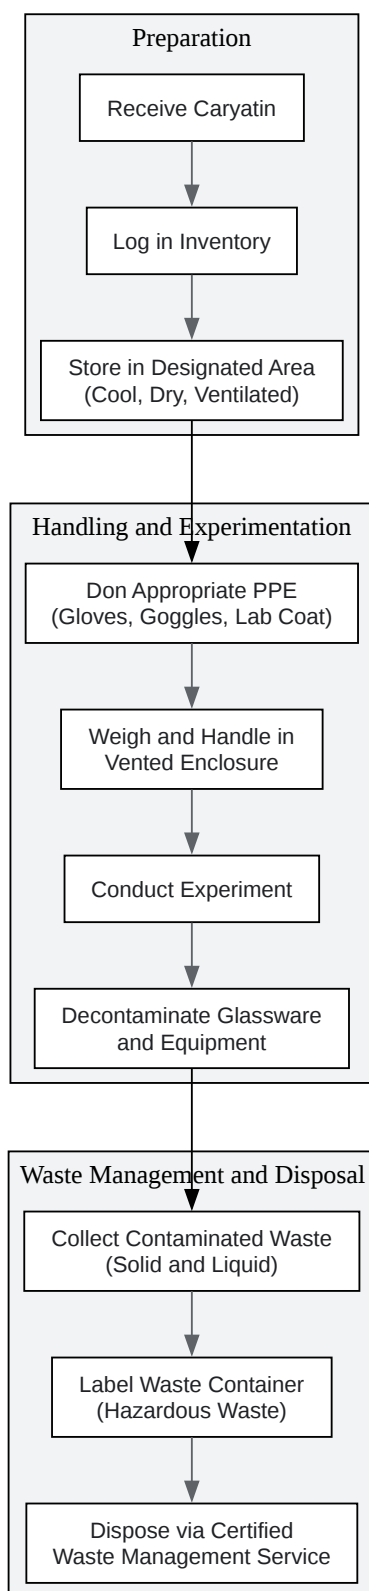 Preparation
Receive Caryatin
Log in Inventory
Store in Designated Area
(Cool, Dry, Ventilated)
Handling and Experimentation
Don Appropriate PPE
(Gloves, Goggles, Lab Coat)
Weigh and Handle in
Vented Enclosure
Conduct Experiment
Decontaminate Glassware
and Equipment
Waste Management and Disposal
Collect Contaminated Waste
(Solid and Liquid)
Label Waste Container
(Hazardous Waste)
Dispose via Certified
Waste Management Service